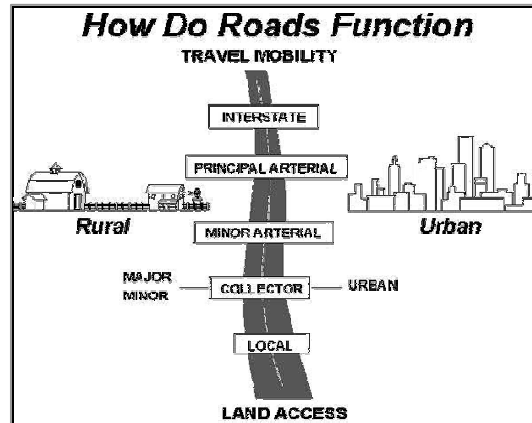 How Do Roads Function
TRAVEL MOBILITY
INTERSTATE
PRINCIPAL ARTERIAL
Rural
Urban
MINOR ARTERIAL
MAJOR
MINOR
COLLECTOR
URBAN
LOCAL
LAND ACCESS